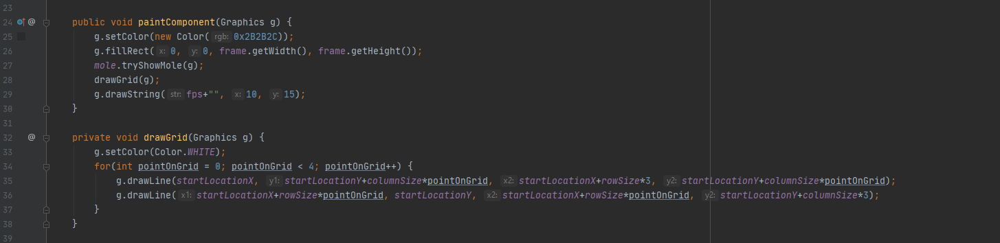 23
24 @ public void paintComponent(Graphics g) {
25 g.setColor(new Color( rgb: 0x2B2B2C));
26 g.fillRect( x: 0, y: 0, frame.getWidth(), frame.getHeight());
27 mole.tryShowMole(g);
28 drawGrid(g);
29 g.drawString( str: fps+"", x: 10, y: 15);
30 }
31
32 @ private void drawGrid(Graphics g) {
33 g.setColor(Color.WHITE);
34 for(int pointOnGrid = 0; pointOnGrid < 4; pointOnGrid++) {
35 g.drawLine(startLocationX, y1: startLocationY+columnSize*pointOnGrid, x2: startLocationX+rowSize*3, y2: startLocationY+columnSize*pointOnGrid);
36 g.drawLine( x1: startLocationX+rowSize*pointOnGrid, startLocationY, x2: startLocationX+rowSize*pointOnGrid, y2: startLocationY+columnSize*3);
37 }
38 }
39